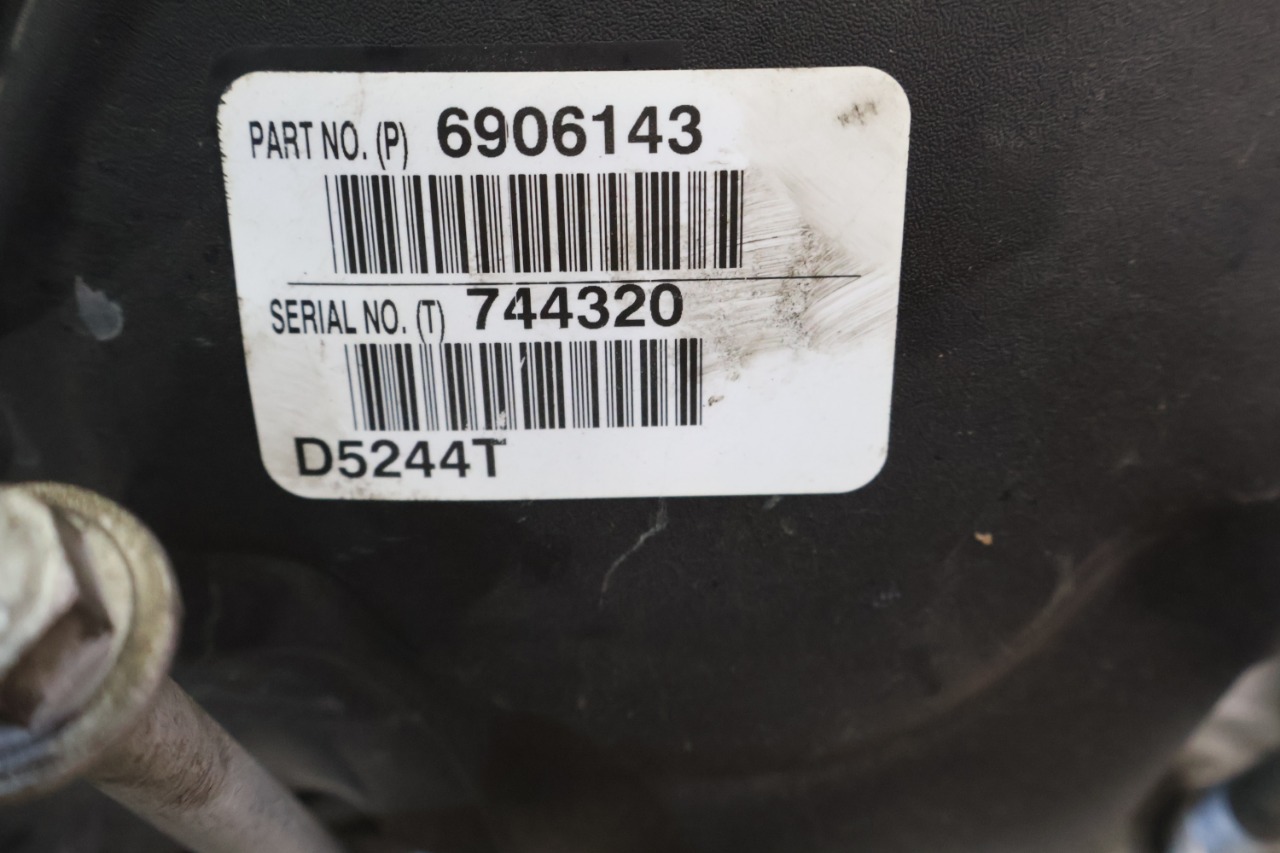 PART NO. (P) 6906143
SERIAL NO. (T) 744320
D5244T